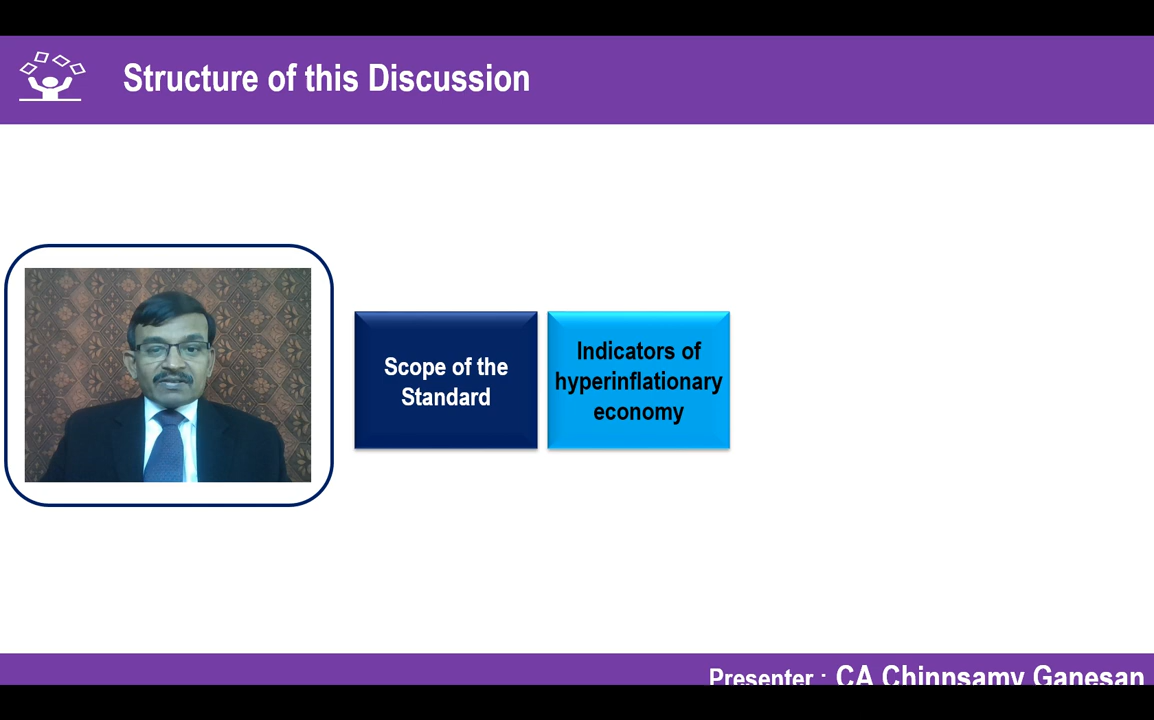 Structure of this Discussion
Scope of the
Standard
Indicators of
hyperinflationary
economy
Presenter : CA Chinnsamy Ganesan